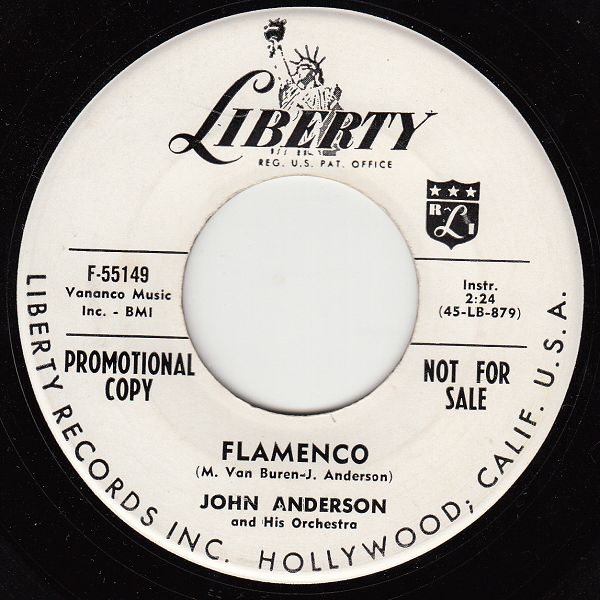 LIBERTY
REG. U.S. PAT. OFFICE
R L I
F-55149
Vananco Music
Inc. - BMI
Instr.
2:24
(45-LB-879)
PROMOTIONAL
COPY
NOT FOR
SALE
FLAMENCO
(M. Van Buren-J. Anderson)
JOHN ANDERSON
and His Orchestra
LIBERTY RECORDS INC. HOLLYWOOD; CALIF. U.S.A.